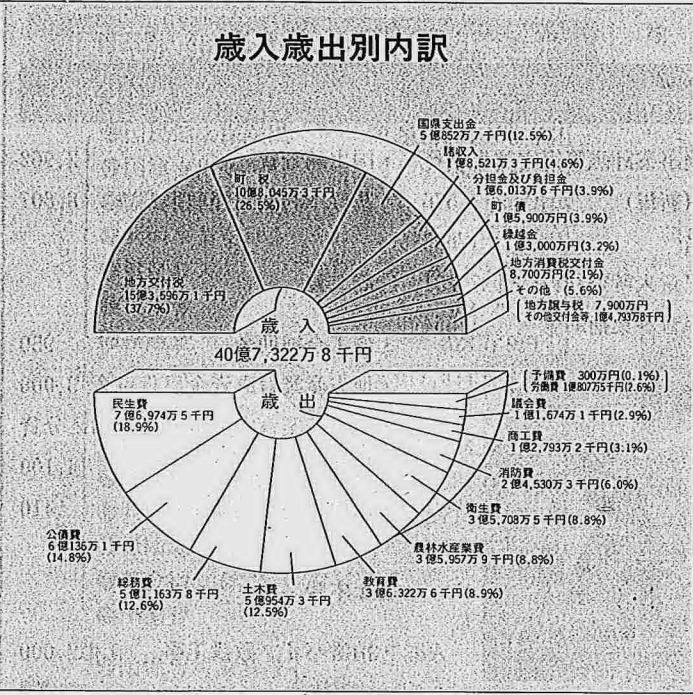 歳入歳出別内訳
国県支出金
5億852万7千円(12.5%)
諸収入
1億8,521万3千円(4.6%)
分担金及び負担金
1億6,013万6千円(3.9%)
町債
1億5,900万円(3.9%)
繰越金
1億3,000万円(3.2%)
地方消費税交付金
8,700万円(2.1%)
その他 (5.6%)
地方譲与税 7,900万円
その他交付金等 1億4,793万8千円
町税
10億8,045万3千円
(26.5%)
地方交付税
15億3,596万1千円
(37.7%)
歳入
40億7,322万8千円
歳出
予備費 300万円(0.1%)
労働費 1億807万5千円(2.6%)
議会費
1億1,674万1千円(2.9%)
商工費
1億2,793万2千円(3.1%)
消防費
2億4,530万3千円(6.0%)
衛生費
3億5,708万5千円(8.8%)
農林水産業費
3億5,957万9千円(8.8%)
教育費
3億6,322万6千円(8.9%)
土木費
5億954万3千円
(12.5%)
総務費
5億1,163万8千円
(12.6%)
公債費
6億136万1千円
(14.8%)
民生費
7億6,974万5千円
(18.9%)